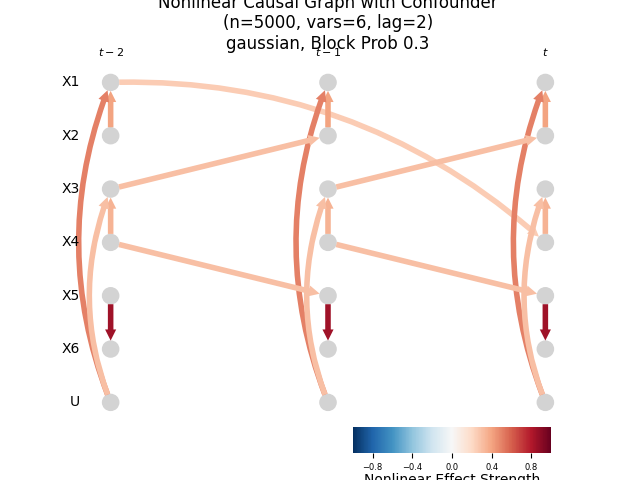 Nonlinear Causal Graph with Confounder
(n=5000, vars=6, lag=2)
gaussian, Block Prob 0.3
t − 2
t − 1
t
X1
X2
X3
X4
X5
X6
U
−0.8 −0.4 0.0 0.4 0.8
Nonlinear Effect Strength